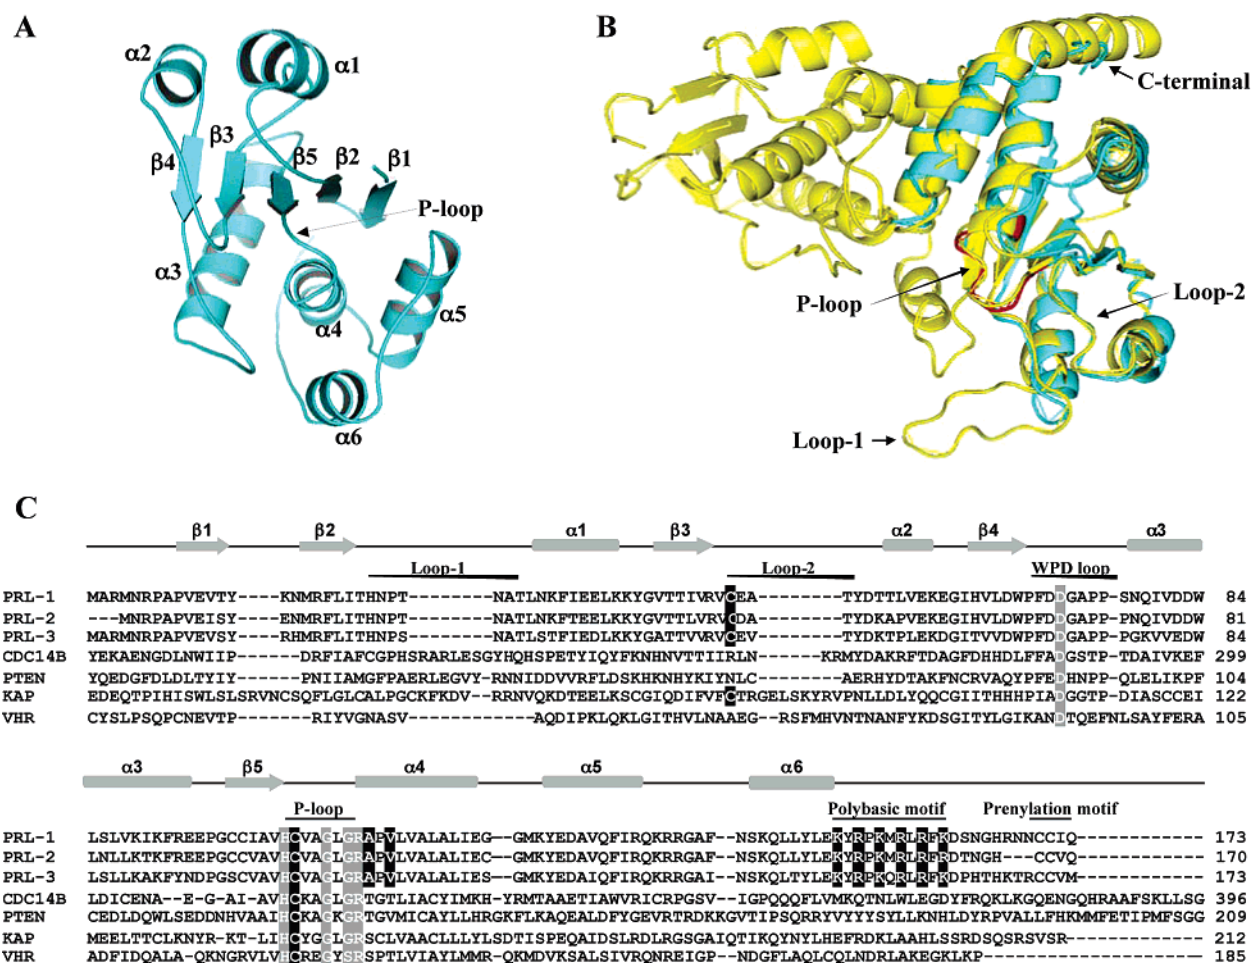 A
α2
α1
β3
β4
β5
β2
β1
P-loop
α3
α4
α5
α6
B
C-terminal
P-loop
Loop-2
Loop-1
C
β1 β2 α1 β3 α2 β4 α3
Loop-1 Loop-2 WPD loop
PRL-1 MARMNRPAPVEVTY-----KNMRFLITHNPT--------NATLNKFIEELKKYGVTTIVRVCEA--------TYDTTLVEKEGIHVLDWPFDDGAPP-SNQIVDDW 84
PRL-2 ---MNRPAPVEISY-----ENMRFLITHNPT--------NATLNKFTEELKKYGVTTLVRVCDA--------TYDKAPVEKEGIHVLDWPFDDGAPP-PNQIVDDW 81
PRL-3 MARMNRPAPVEVSY-----RHMRFLITHNPS--------NATLSTFIEDLKKYGATTVVRVCEV--------TYDKTPLEKDGITVVDWPFDDGAPP-PGKVVEDW 84
CDC14B YEKAENGDLNWIIP------DRFIAFCGPHSRARLESGYHQHSPETYIQYFKNHNVTTIIRLN------KRMYDAKRFTDAGFDHHDLFFADGSTP-TDAIVKEF 299
PTEN YQEDGFDLDLTYIY------PNIIAMGFPAERLEGVY-RNNIDDVVRFLDSKHKNHYKIYNLC------AERHYDTAKFNCRVAQYPFEDHNPP-QLELIKPF 104
KAP EDEQTPIHISWLSLSRVNCSQFLGLCALPGCKFKDV--RRNVQKDTEELKSCGIQDIFVFCTRGELSKYRVPNLLDLYQQCGIITHHHPIADGGTP-DIASCCEI 122
VHR CYSLPSQPCNEVTP------RIYVGNASV------------AQDIPKLQKLGITHVLNAAEG--RSFMHVNTNANFYKDSGITYLGIKANDTQEFNLSAYFERA 105
α3 β5 α4 α5 α6
P-loop Polybasic motif Prenylation motif
PRL-1 LSLVKIKFREEPGCCIAVHCVAGLGRAPVLVALALIEG--GMKYEDAVQFIRQKRRGAF--NSKQLLYLEKYRPKMRLRFKDSNGHRNNCCIQ------------ 173
PRL-2 LNLLKTKFREEPGCCVAVHCVAGLGRAPVLVALALIEC--GMKYEDAVQFIRQKRRGAF--NSKQLLYLEKYRPKMRLRFRDTNGH---CCVQ------------ 170
PRL-3 LSLLKAKFYNDPGSCVAVHCVAGLGRAPVLVALALIES--GMKYEDAIQFIRQKRRGAI--NSKQLTYLEKYRPKQRLRFKDPHTHKTRCCVM------------ 173
CDC14B LDICENA--E-G-AI-AVHCKAGLGRTGTLIACYIMKH-YRMTAAETIAWVRICRPGSV--IGPQQQFLVMKQTNLWLEGDYFRQKLKGQENGQHRAAFSKLLSG 396
PTEN CEDLDQWLSEDDNHVAAIHCKAGKGRTGVMICAYLLHRGKFLKAQEALDFYGEVRTRDKKGVTIPSQRRYVYYYSYLLKNHLDYRPVALLFHKMMFETIPMFSGG 209
KAP MEELTTCLKNYR-KT-LIHCYGGLGRSCLVAACLLLYLSDTISPEQAIDSLRDLRGSGAIQTIKQYNYLHEFRDKLAAHLSSRDSQSRSVSR------------- 212
VHR ADFIDQALA-QKNGRVLVHCREGYSRSPTLVIAYLMMR-QKMDVKSALSIVRQNREIGP--NDGFLAQLCQLNDRLAKEGKLKP--------------------- 185